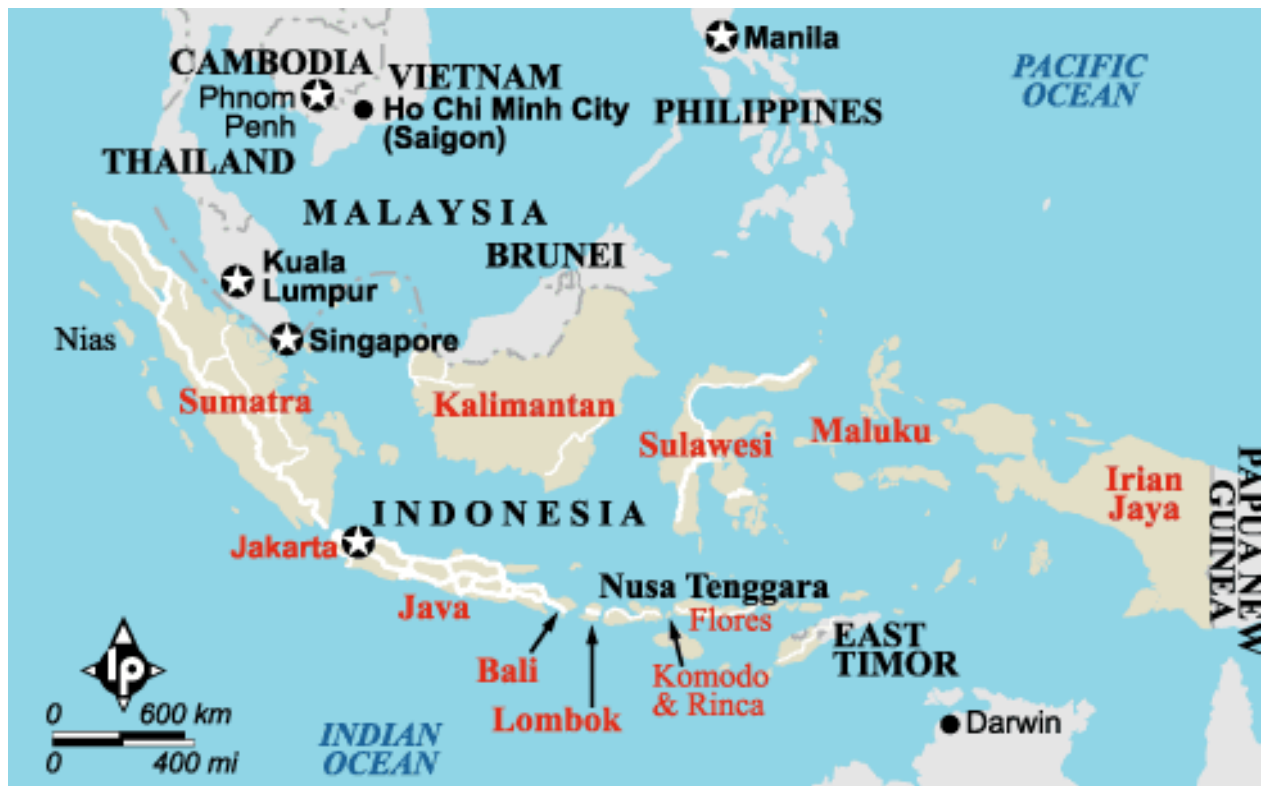 Manila
PACIFIC
OCEAN
CAMBODIA
VIETNAM
Phnom
Penh
Ho Chi Minh City
(Saigon)
PHILIPPINES
THAILAND
MALAYSIA
BRUNEI
Kuala
Lumpur
Nias
Singapore
Sumatra
Kalimantan
Sulawesi
Maluku
Irian
Jaya
PAPUA NEW
GUINEA
INDONESIA
Jakarta
Java
Nusa Tenggara
Flores
EAST
TIMOR
Bali
Komodo
& Rinca
Lombok
lp
0 600 km
0 400 mi
INDIAN
OCEAN
Darwin